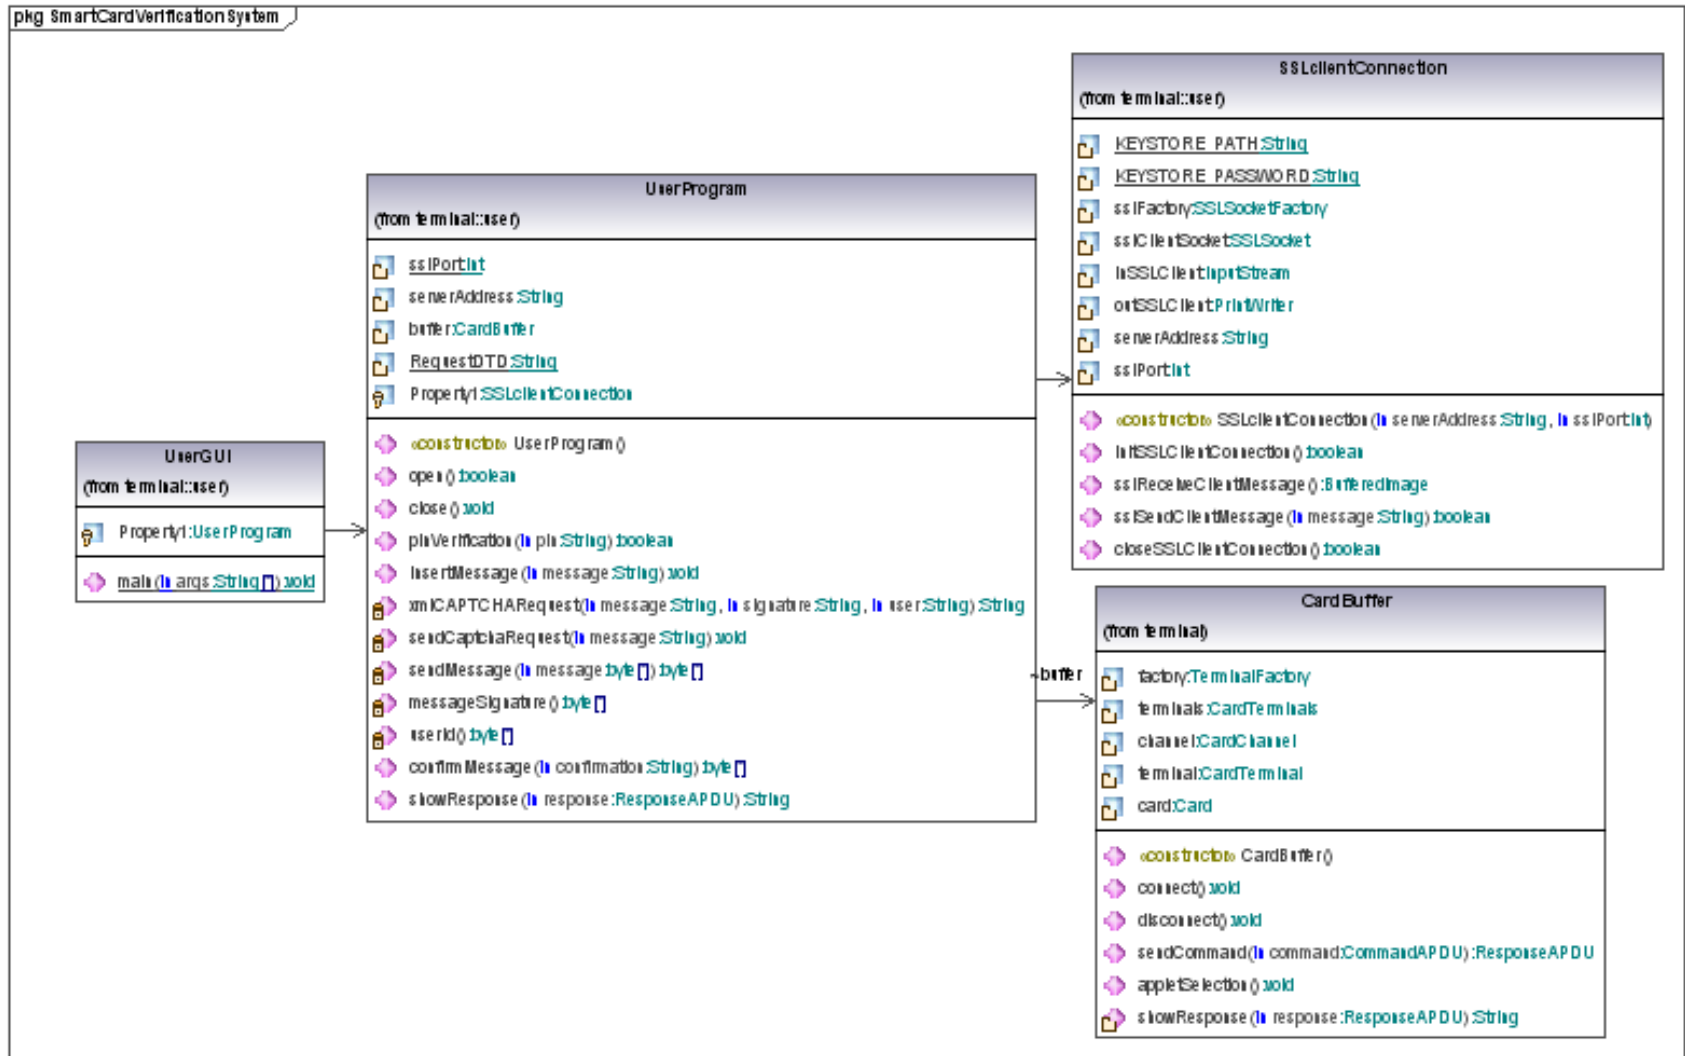 pkg SmartCardVerificationSystem
SSLclientConnection
(from terminal::user)
KEYSTORE_PATH:String
KEYSTORE_PASSWORD:String
sslFactory:SSLSocketFactory
sslClientSocket:SSLSocket
inSSLClient:InputStream
outSSLClient:PrintWriter
serverAddress:String
sslPort:int
«constructor» SSLclientConnection(in serverAddress:String, in sslPort:int)
initSSLClientConnection():boolean
sslReceiveClientMessage():BufferedImage
sslSendClientMessage(in message:String):boolean
closeSSLClientConnection():boolean
UserProgram
(from terminal::user)
sslPort:int
serverAddress:String
buffer:CardBuffer
RequestDTD:String
Property1:SSLclientConnection
«constructor» UserProgram()
open():boolean
close():void
pinVerification(in pin:String):boolean
insertMessage(in message:String):void
xmlCAPTCHARequest(in message:String, in signature:String, in user:String):String
sendCaptchaRequest(in message:String):void
sendMessage(in message:byte[]):byte[]
messageSignature():byte[]
userId():byte[]
confirmMessage(in confirmation:String):byte[]
showResponse(in response:ResponseAPDU):String
UserGUI
(from terminal::user)
Property1:UserProgram
main(in args:String[]):void
-buffer
CardBuffer
(from terminal)
factory:TerminalFactory
terminals:CardTerminals
channel:CardChannel
terminal:CardTerminal
card:Card
«constructor» CardBuffer()
connect():void
disconnect():void
sendCommand(in command:CommandAPDU):ResponseAPDU
appletSelection():void
showResponse(in response:ResponseAPDU):String